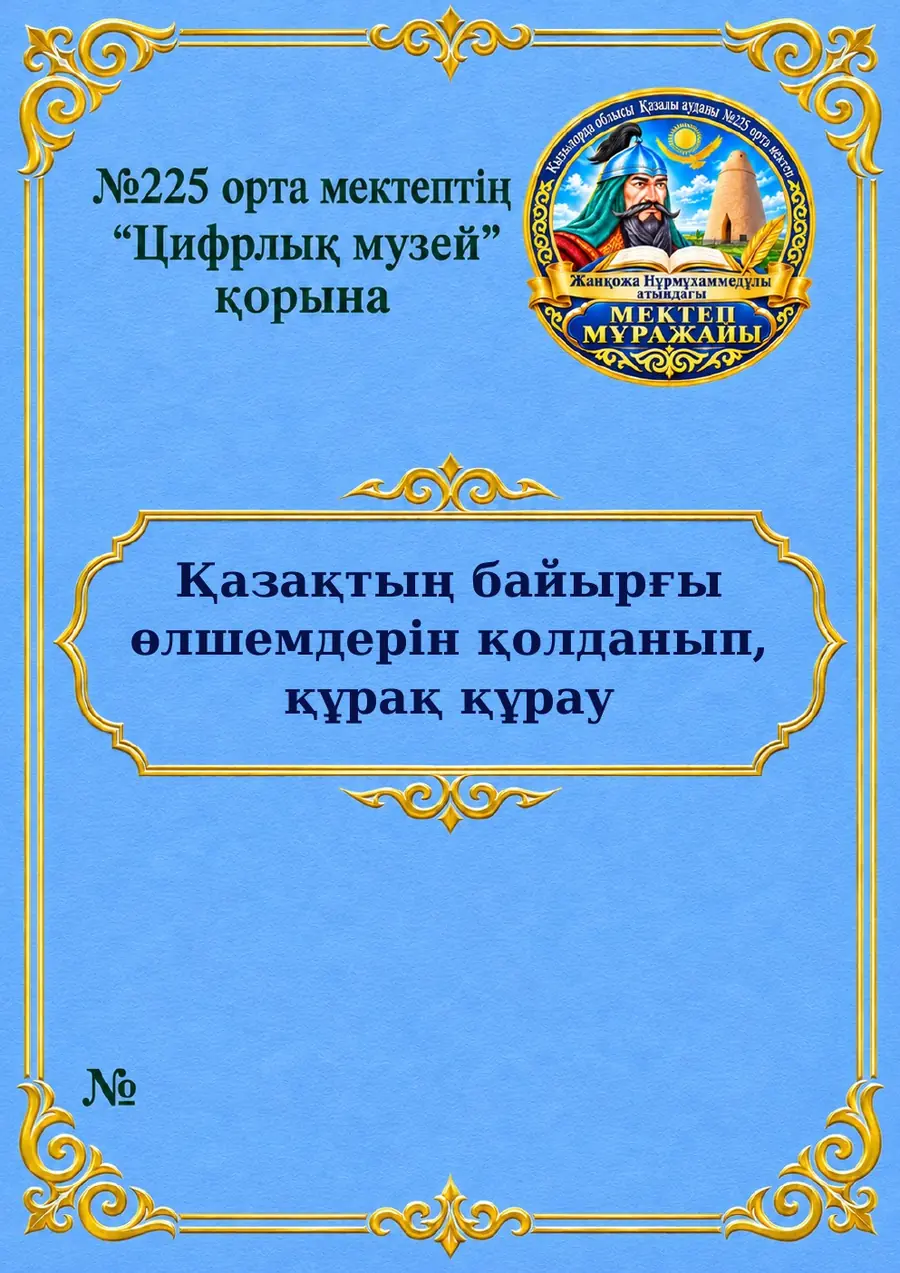 №225 орта мектептің
“Цифрлық музей”
қорына
Қызылорда облысы Қазалы ауданы №225 орта мектеп
Жанқожа Нұрмұхаммедұлы
атындағы
МЕКТЕП
МҰРАЖАЙЫ
Қазақтың байырғы
өлшемдерін қолданып,
құрақ құрау
№